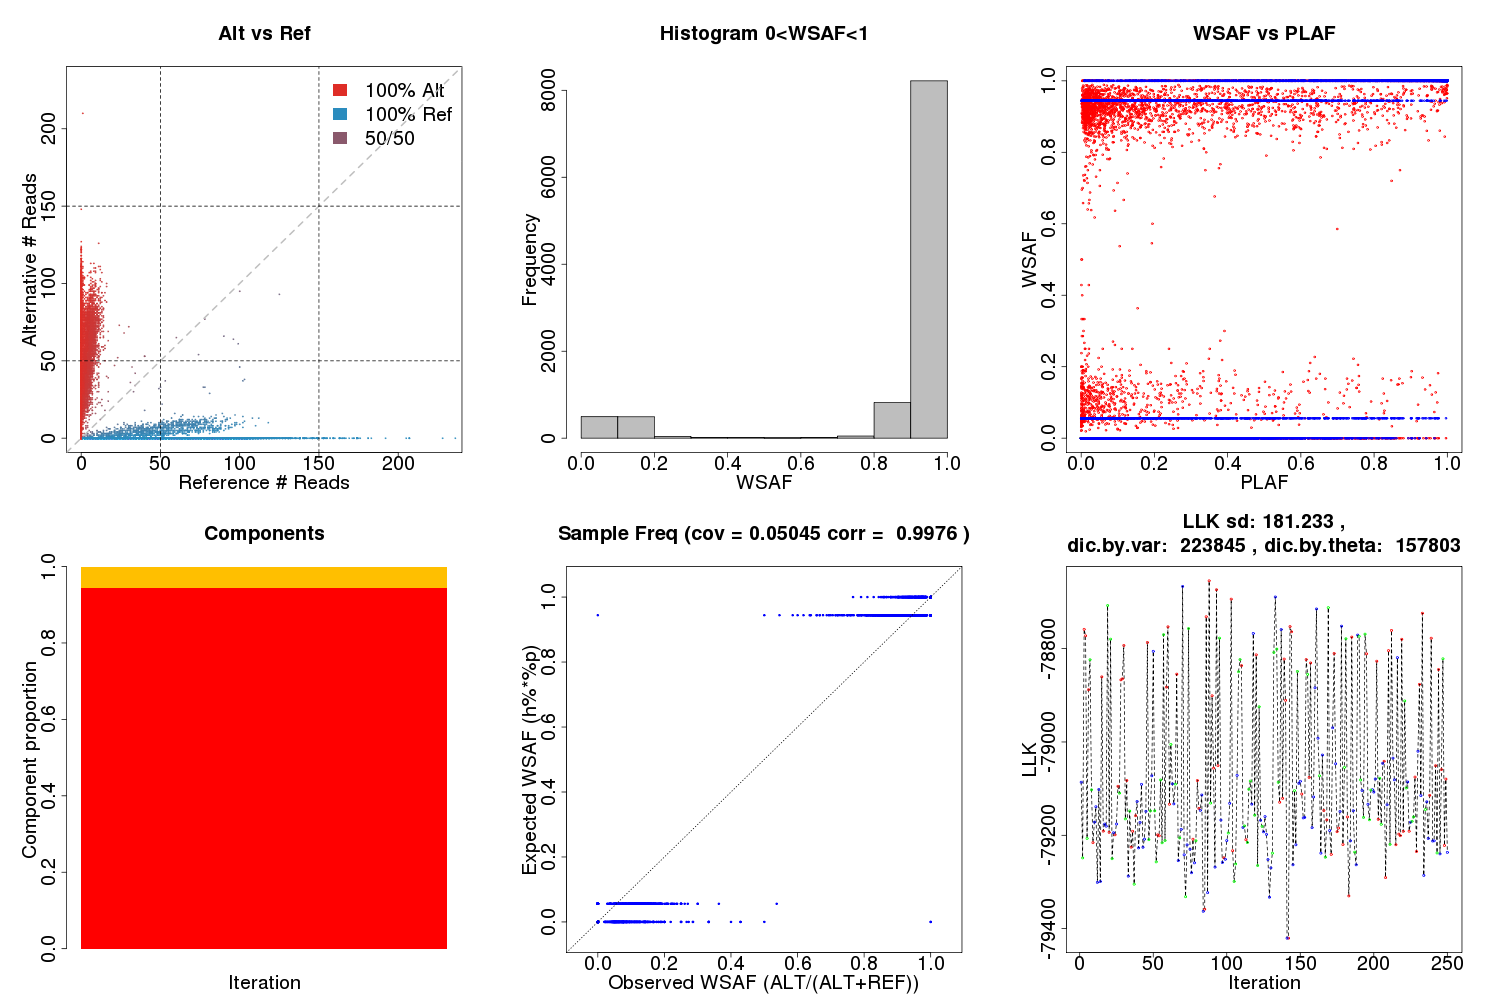 Alt vs Ref
100% Alt
100% Ref
50/50
Alternative # Reads
0 50 100 150 200
0 50 100 150 200
Reference # Reads
Histogram 0<WSAF<1
Frequency
0 2000 4000 6000 8000
0.0 0.2 0.4 0.6 0.8 1.0
WSAF
WSAF vs PLAF
WSAF
0.0 0.2 0.4 0.6 0.8 1.0
0.0 0.2 0.4 0.6 0.8 1.0
PLAF
Components
Component proportion
0.0 0.2 0.4 0.6 0.8 1.0
Iteration
Sample Freq (cov = 0.05045 corr = 0.9976 )
Expected WSAF (h%*%p)
0.0 0.2 0.4 0.6 0.8 1.0
0.0 0.2 0.4 0.6 0.8 1.0
Observed WSAF (ALT/(ALT+REF))
LLK sd: 181.233 ,
dic.by.var: 223845 , dic.by.theta: 157803
LLK
-79400 -79200 -79000 -78800
0 50 100 150 200 250
Iteration